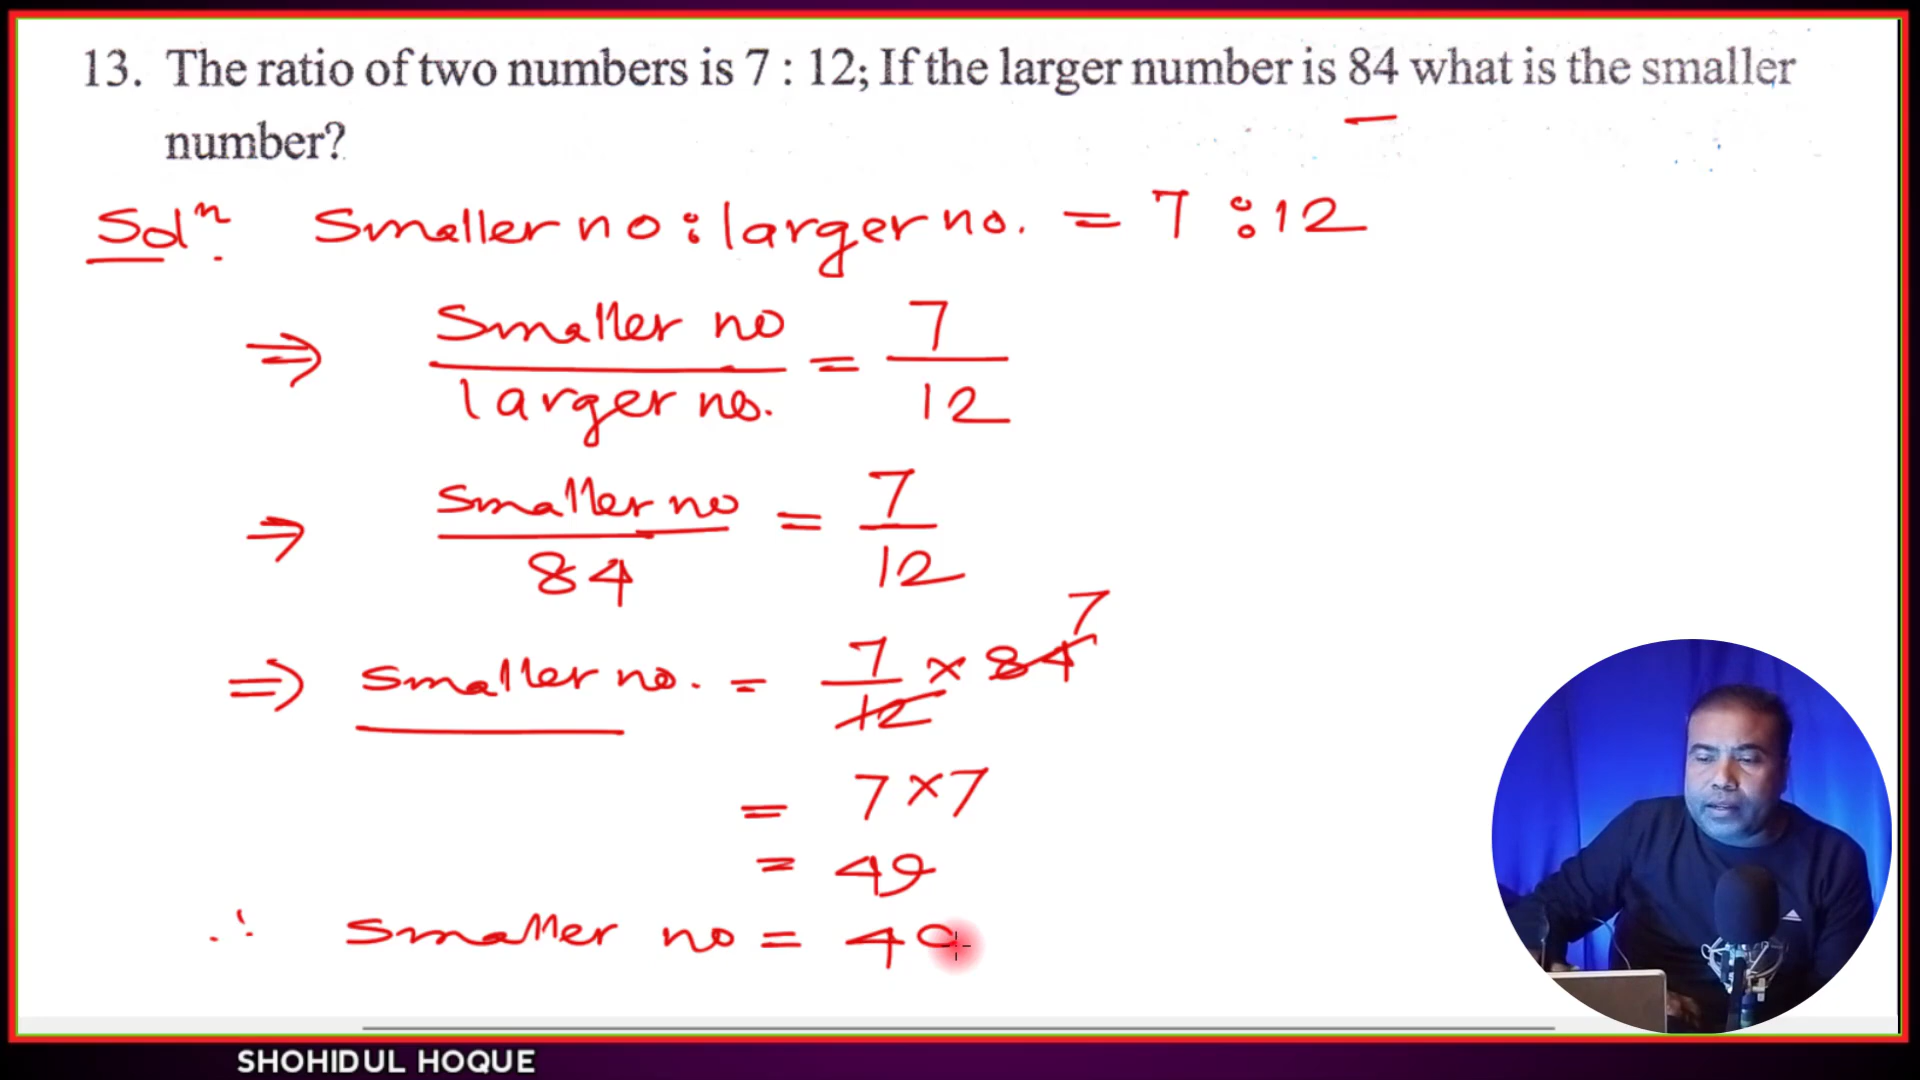 13. The ratio of two numbers is 7 : 12; If the larger number is 84 what is the smaller
number?
Solⁿ. Smaller no : larger no. = 7 : 12
⇒ Smaller no / larger no. = 7/12
⇒ Smaller no / 84 = 7/12
⇒ Smaller no. = 7/12 × 84 7
= 7 × 7
= 49
∴ Smaller no = 49
SHOHIDUL HOQUE